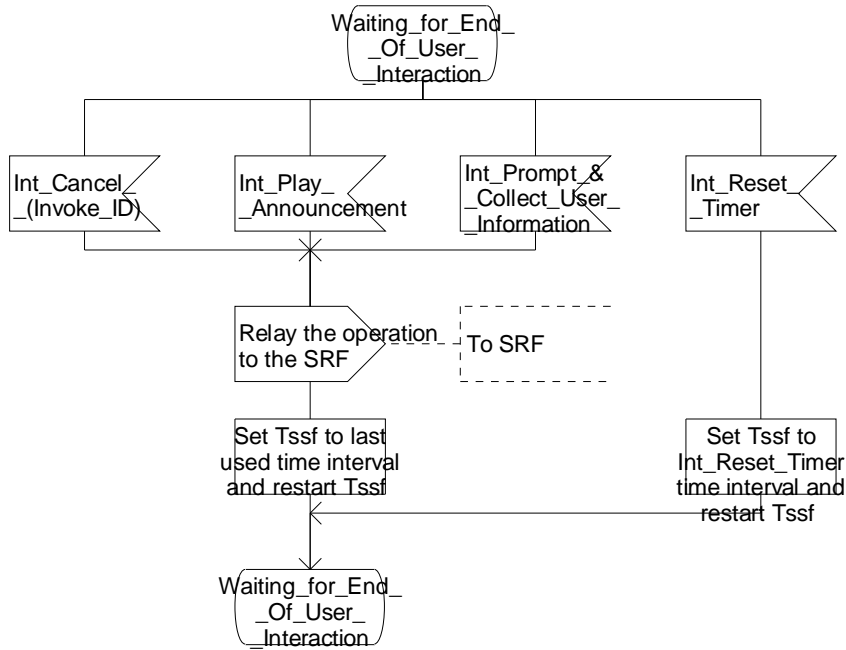 Waiting_for_End_
_Of_User_
_Interaction
Int_Cancel_
_(Invoke_ID)
Int_Play_
_Announcement
Int_Prompt_&
_Collect_User_
_Information
Int_Reset_
_Timer
Relay the operation
to the SRF
To SRF
Set Tssf to last
used time interval
and restart Tssf
Set Tssf to
Int_Reset_Timer
time interval and
restart Tssf
Waiting_for_End_
_Of_User_
_Interaction